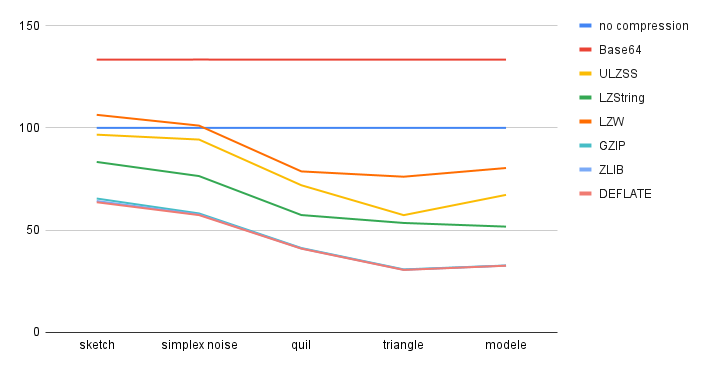 150
100
50
0
sketch
simplex noise
quil
triangle
modele
no compression
Base64
ULZSS
LZString
LZW
GZIP
ZLIB
DEFLATE